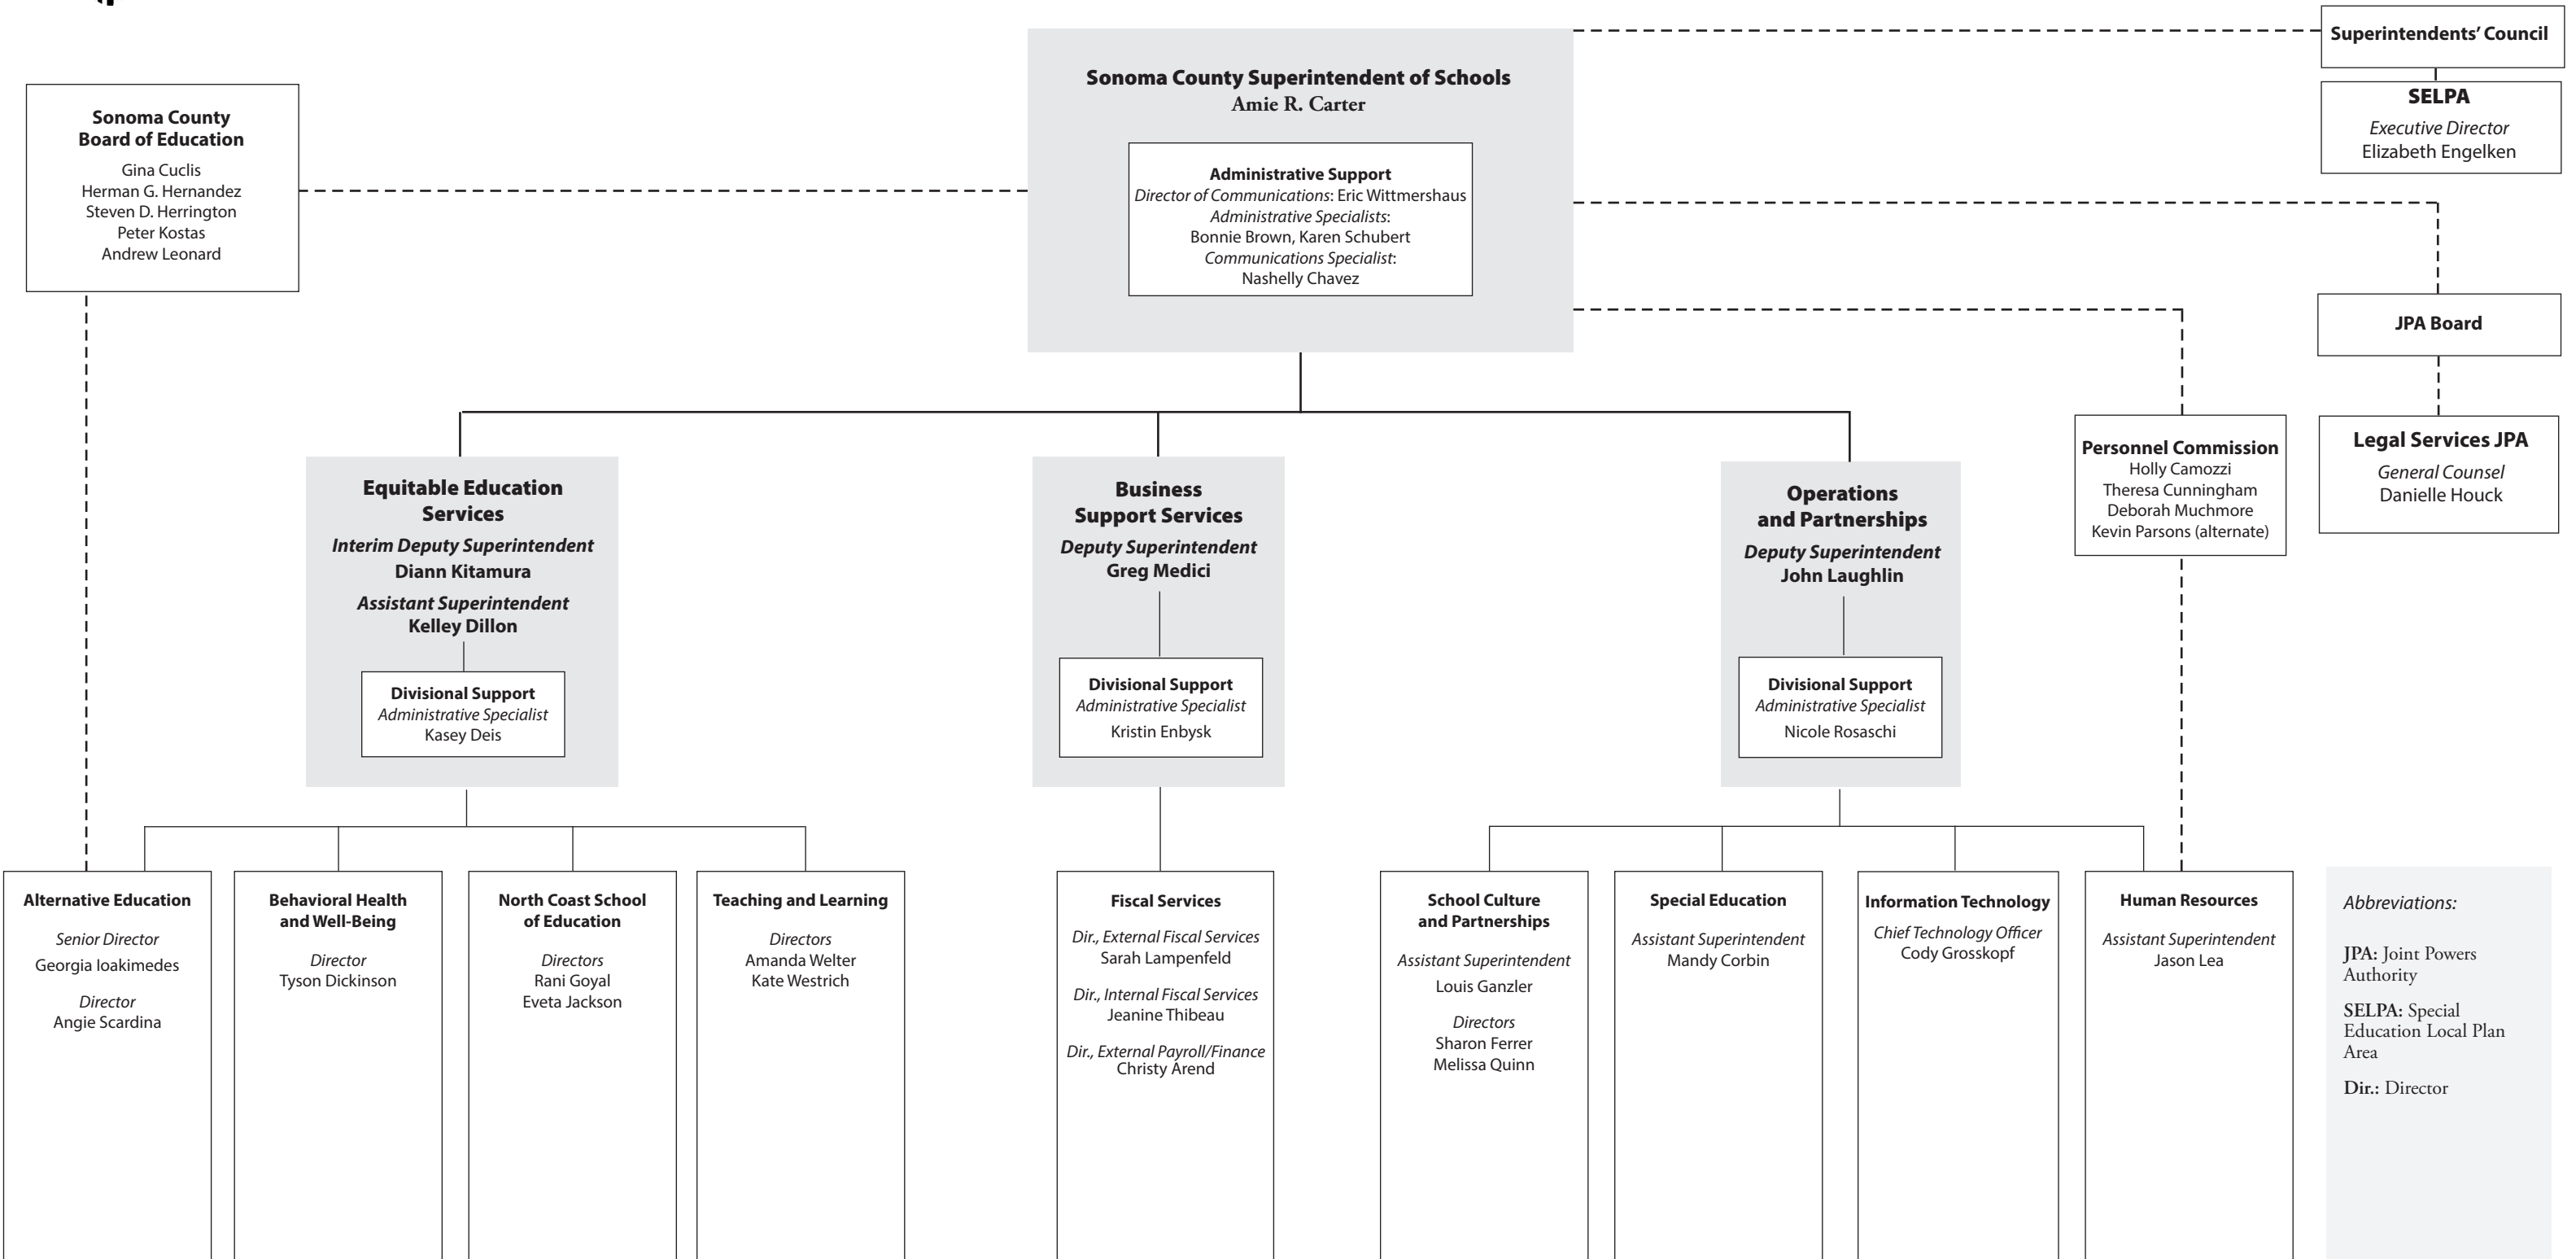 Superintendents' Council
SELPA
Executive Director
Elizabeth Engelken
Sonoma County Superintendent of Schools
Amie R. Carter
Administrative Support
Director of Communications: Eric Wittmershaus
Administrative Specialists:
Bonnie Brown, Karen Schubert
Communications Specialist:
Nashelly Chavez
Sonoma County
Board of Education
Gina Cuclis
Herman G. Hernandez
Steven D. Herrington
Peter Kostas
Andrew Leonard
JPA Board
Legal Services JPA
General Counsel
Danielle Houck
Personnel Commission
Holly Camozzi
Theresa Cunningham
Deborah Muchmore
Kevin Parsons (alternate)
Equitable Education
Services
Interim Deputy Superintendent
Diann Kitamura
Assistant Superintendent
Kelley Dillon
Divisional Support
Administrative Specialist
Kasey Deis
Business
Support Services
Deputy Superintendent
Greg Medici
Divisional Support
Administrative Specialist
Kristin Enbysk
Operations
and Partnerships
Deputy Superintendent
John Laughlin
Divisional Support
Administrative Specialist
Nicole Rosaschi
Alternative Education
Senior Director
Georgia Ioakimedes
Director
Angie Scardina
Behavioral Health
and Well-Being
Director
Tyson Dickinson
North Coast School
of Education
Directors
Rani Goyal
Eveta Jackson
Teaching and Learning
Directors
Amanda Welter
Kate Westrich
Fiscal Services
Dir., External Fiscal Services
Sarah Lampenfeld
Dir., Internal Fiscal Services
Jeanine Thibeau
Dir., External Payroll/Finance
Christy Arend
School Culture
and Partnerships
Assistant Superintendent
Louis Ganzler
Directors
Sharon Ferrer
Melissa Quinn
Special Education
Assistant Superintendent
Mandy Corbin
Information Technology
Chief Technology Officer
Cody Grosskopf
Human Resources
Assistant Superintendent
Jason Lea
Abbreviations:
JPA: Joint Powers
Authority
SELPA: Special
Education Local Plan
Area
Dir.: Director